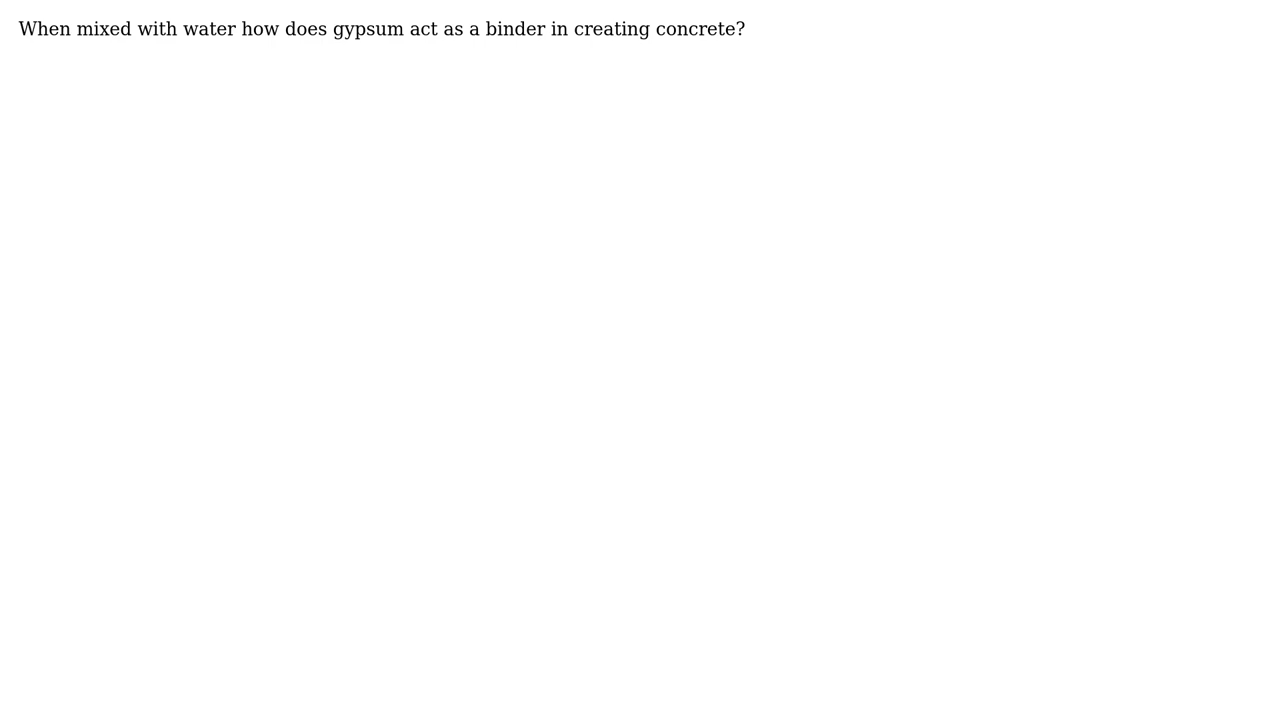 When mixed with water how does gypsum act as a binder in creating concrete?